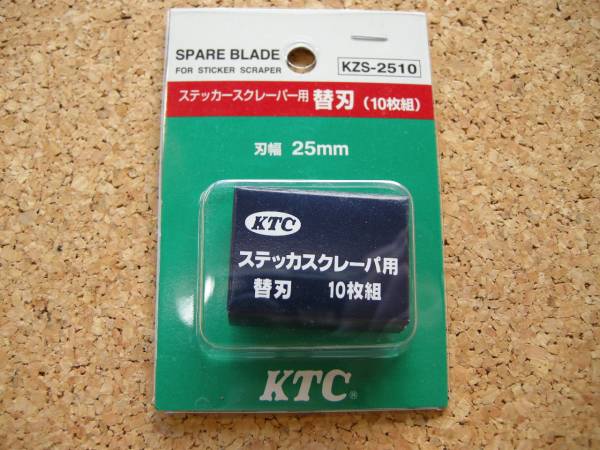 SPARE BLADE
FOR STICKER SCRAPER
KZS-2510
ステッカースクレーパー用 替刃 (10枚組)
刃幅 25mm
KTC
ステッカスクレーパ用
替刃 10枚組
KTC®